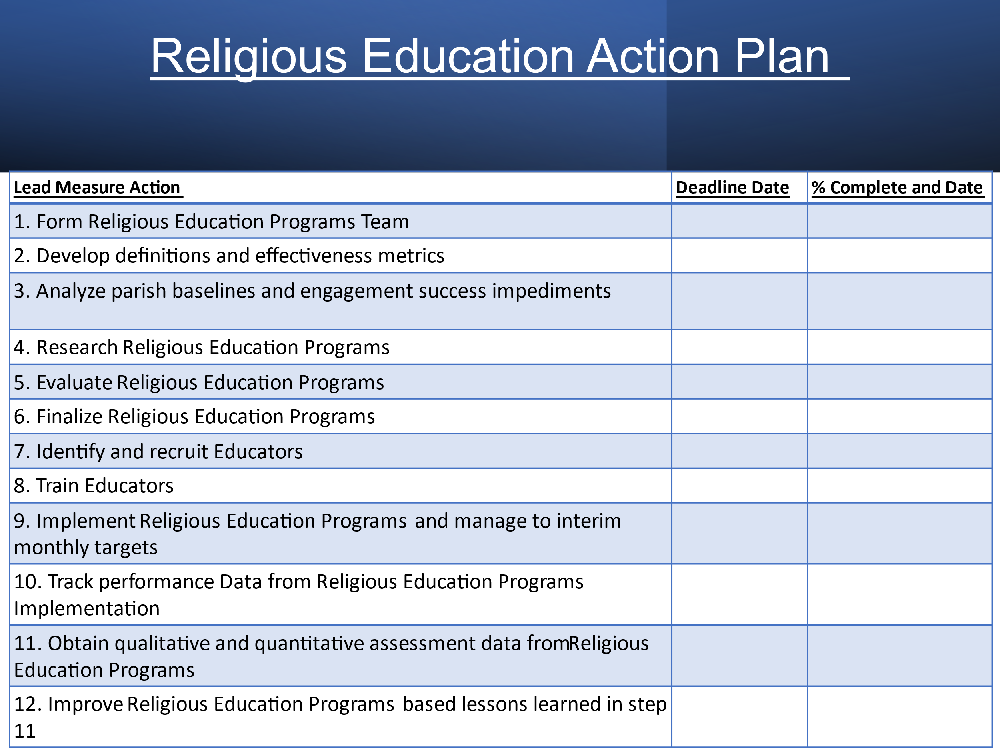 Religious Education Action Plan
Lead Measure Action Deadline Date % Complete and Date
1. Form Religious Education Programs Team
2. Develop definitions and effectiveness metrics
3. Analyze parish baselines and engagement success impediments
4. Research Religious Education Programs
5. Evaluate Religious Education Programs
6. Finalize Religious Education Programs
7. Identify and recruit Educators
8. Train Educators
9. Implement Religious Education Programs and manage to interim
monthly targets
10. Track performance Data from Religious Education Programs
Implementation
11. Obtain qualitative and quantitative assessment data fromReligious
Education Programs
12. Improve Religious Education Programs based lessons learned in step
11